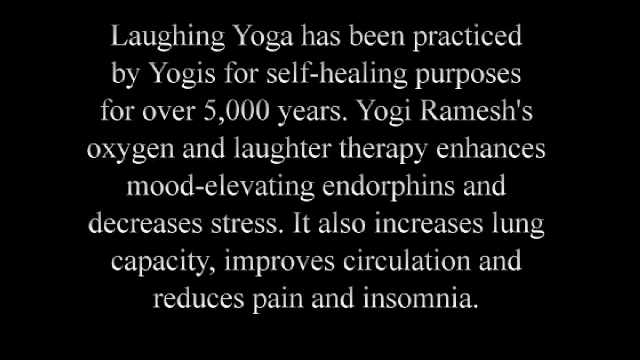 Laughing Yoga has been practiced
by Yogis for self-healing purposes
for over 5,000 years. Yogi Ramesh's
oxygen and laughter therapy enhances
mood-elevating endorphins and
decreases stress. It also increases lung
capacity, improves circulation and
reduces pain and insomnia.